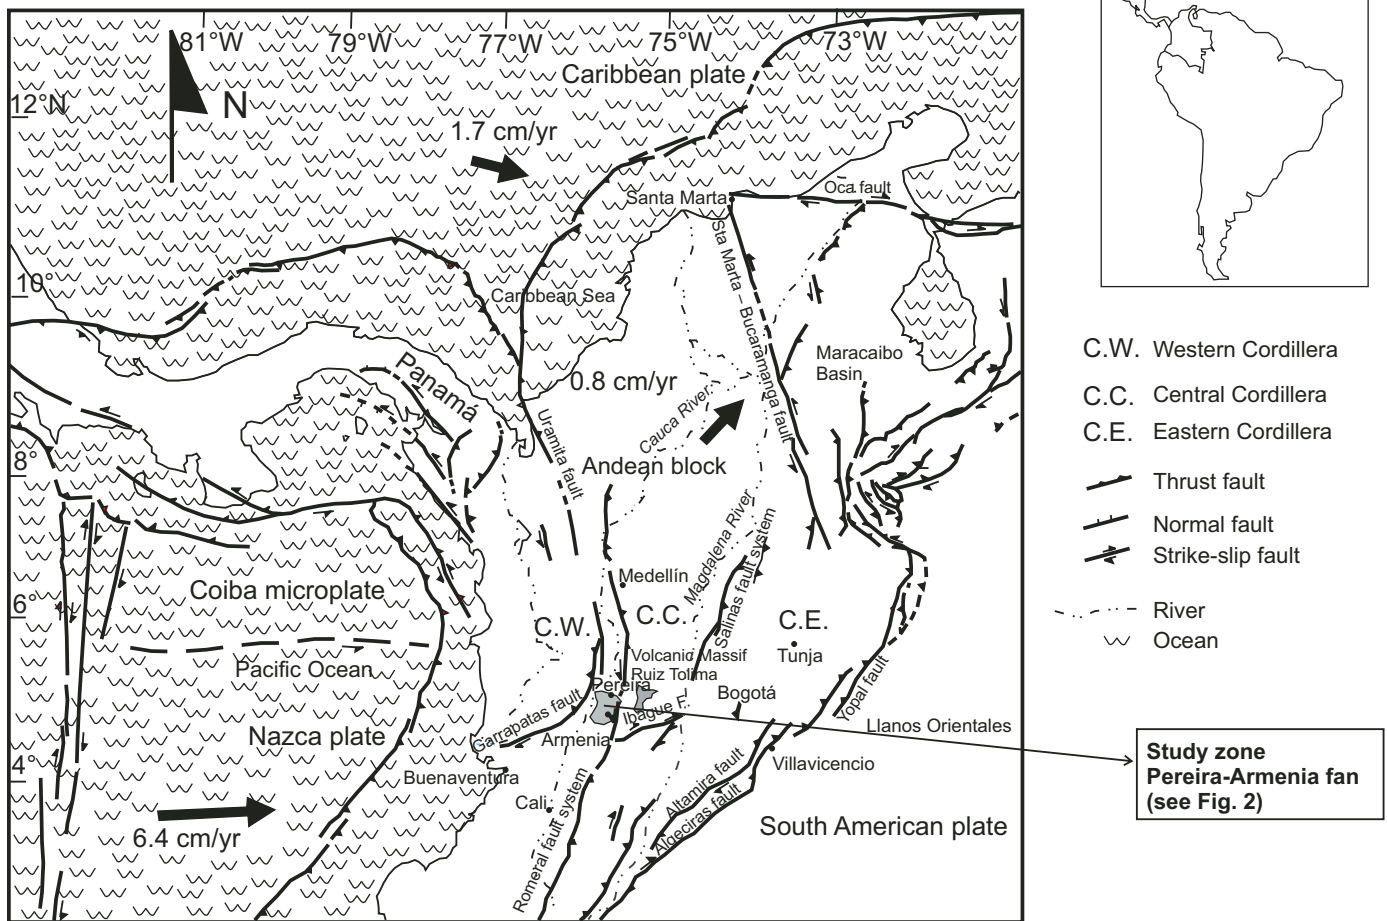 81°W
79°W
77°W
75°W
73°W
12°N
10°
8°
6°
4°
N
Caribbean plate
1.7 cm/yr
Santa Marta
Oca fault
Sta Marta – Bucaramanga fault
Caribbean Sea
Maracaibo
Basin
Panamá
0.8 cm/yr
Cauca River
Uramita fault
Andean block
Magdalena River
Salinas fault system
Medellín
Coiba microplate
C.W.
C.C.
C.E.
Tunja
Pacific Ocean
Volcanic Massif
Ruiz Tolima
Pereira
Bogotá
Ibague F.
Garrapatas fault
Armenia
Yopal fault
Llanos Orientales
Nazca plate
Buenaventura
Villavicencio
Cali
Altamira fault
Algeciras fault
Romeral fault system
6.4 cm/yr
South American plate
C.W. Western Cordillera
C.C. Central Cordillera
C.E. Eastern Cordillera
Thrust fault
Normal fault
Strike-slip fault
River
Ocean
Study zone
Pereira-Armenia fan
(see Fig. 2)